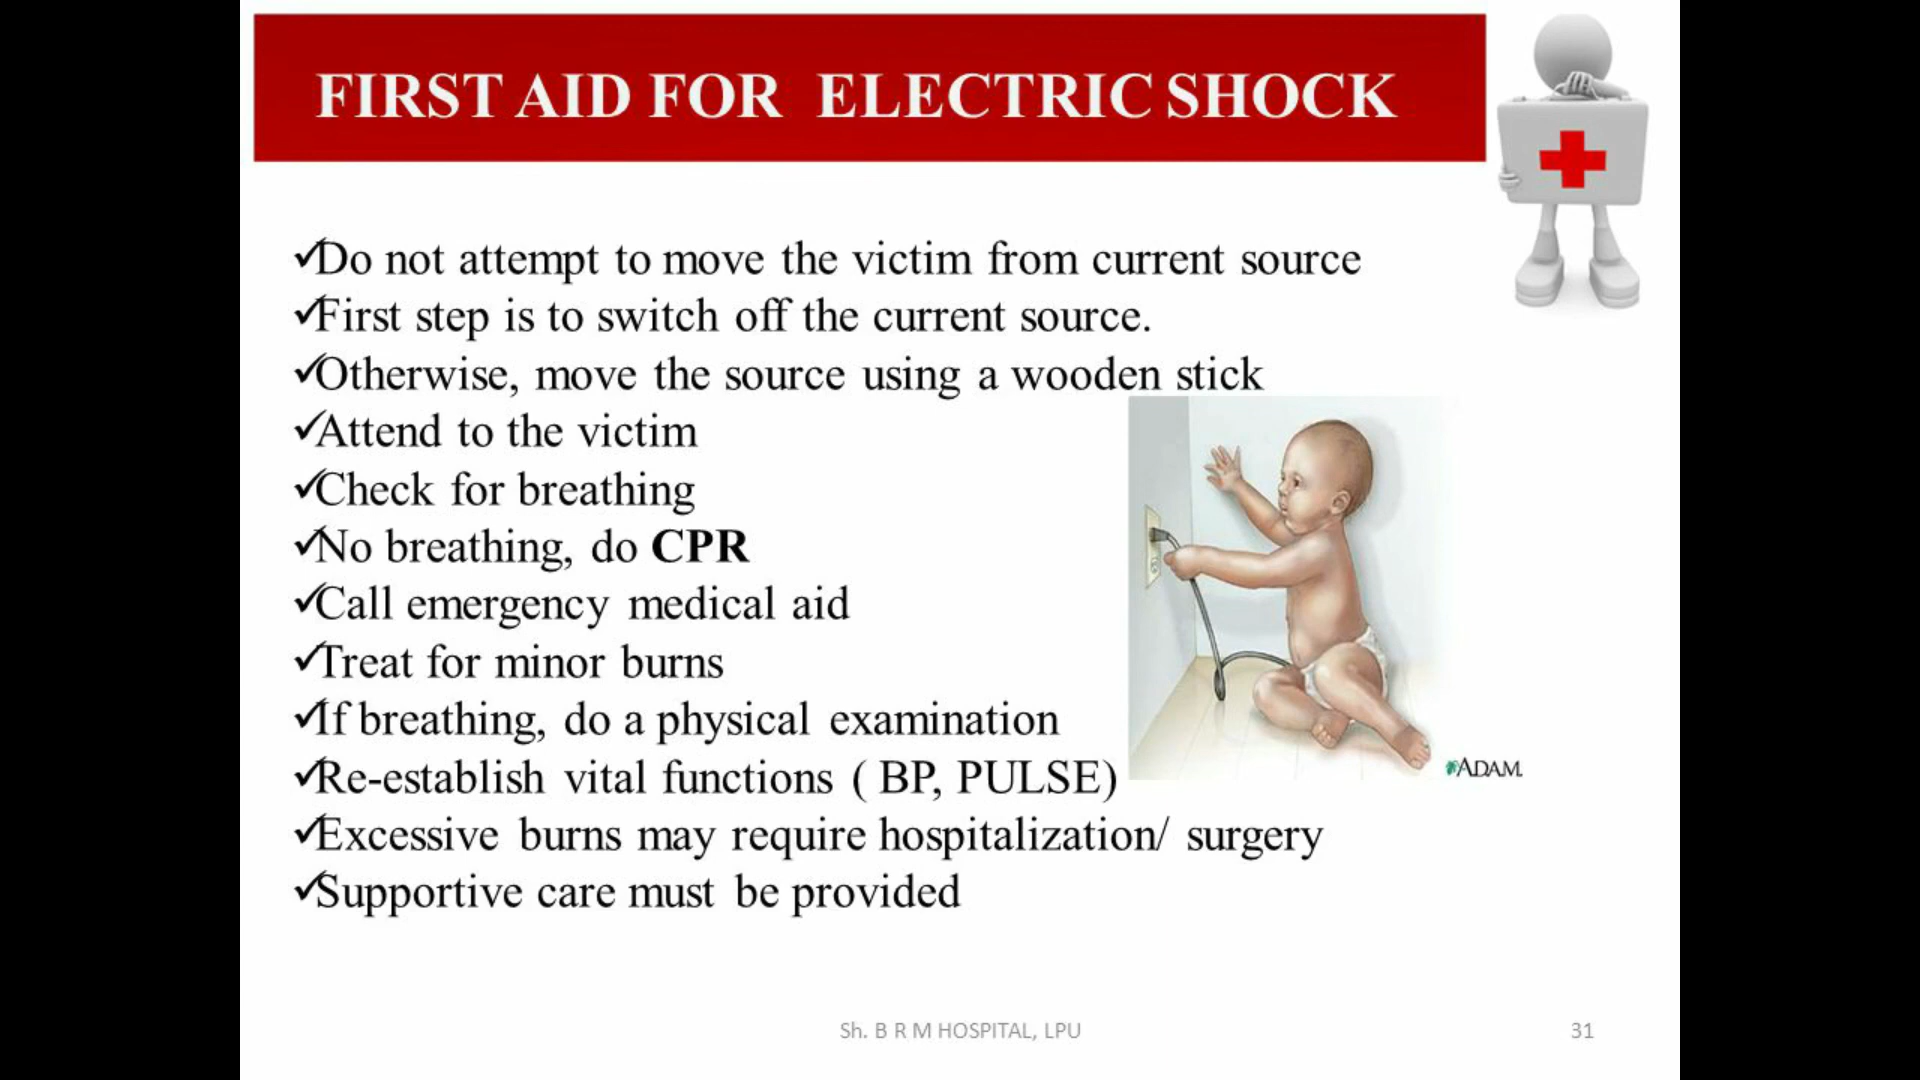 FIRST AID FOR ELECTRIC SHOCK
✓Do not attempt to move the victim from current source
✓First step is to switch off the current source.
✓Otherwise, move the source using a wooden stick
✓Attend to the victim
✓Check for breathing
✓No breathing, do CPR
✓Call emergency medical aid
✓Treat for minor burns
✓If breathing, do a physical examination
✓Re-establish vital functions ( BP, PULSE)
✓Excessive burns may require hospitalization/ surgery
✓Supportive care must be provided
ADAM.
Sh. B R M HOSPITAL, LPU
31